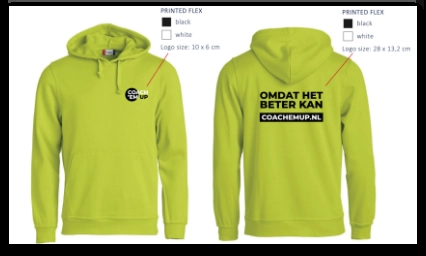 PRINTED FLEX
black
white
Logo size: 10 x 6 cm
COACH
'EM UP
PRINTED FLEX
black
white
Logo size: 28 x 13,2 cm
OMDAT HET
BETER KAN
COACHEMUP.NL